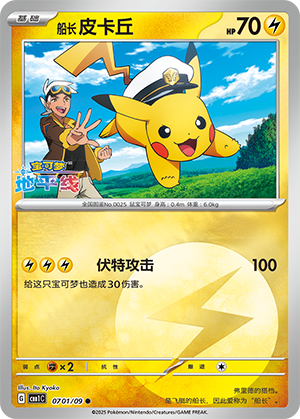 基础 船长 皮卡丘 HP 70
宝可梦
地平线
全国图鉴No.0025 鼠宝可梦 身高：0.4m 体重：6.0kg
伏特攻击 100
给这只宝可梦也造成30伤害。
Illus. Ito Kyoko
弱点 ×2 抗性 撤退
G CBB1C 0701/09
弗里德的猫档。
是飞艇的船长，因此被称为“船长”。
©2025 Pokémon/Nintendo/Creatures/GAME FREAK.